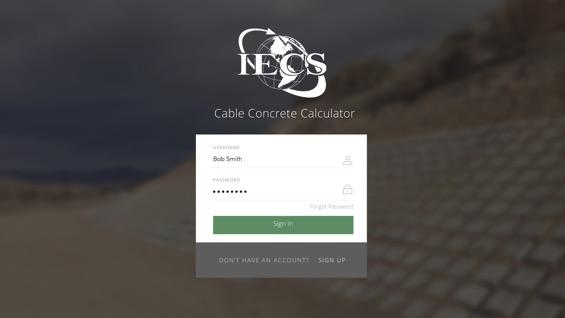 IECS
Cable Concrete Calculator
USERNAME
Bob Smith
PASSWORD
Forgot Password
Sign In
DON'T HAVE AN ACCOUNT? SIGN UP